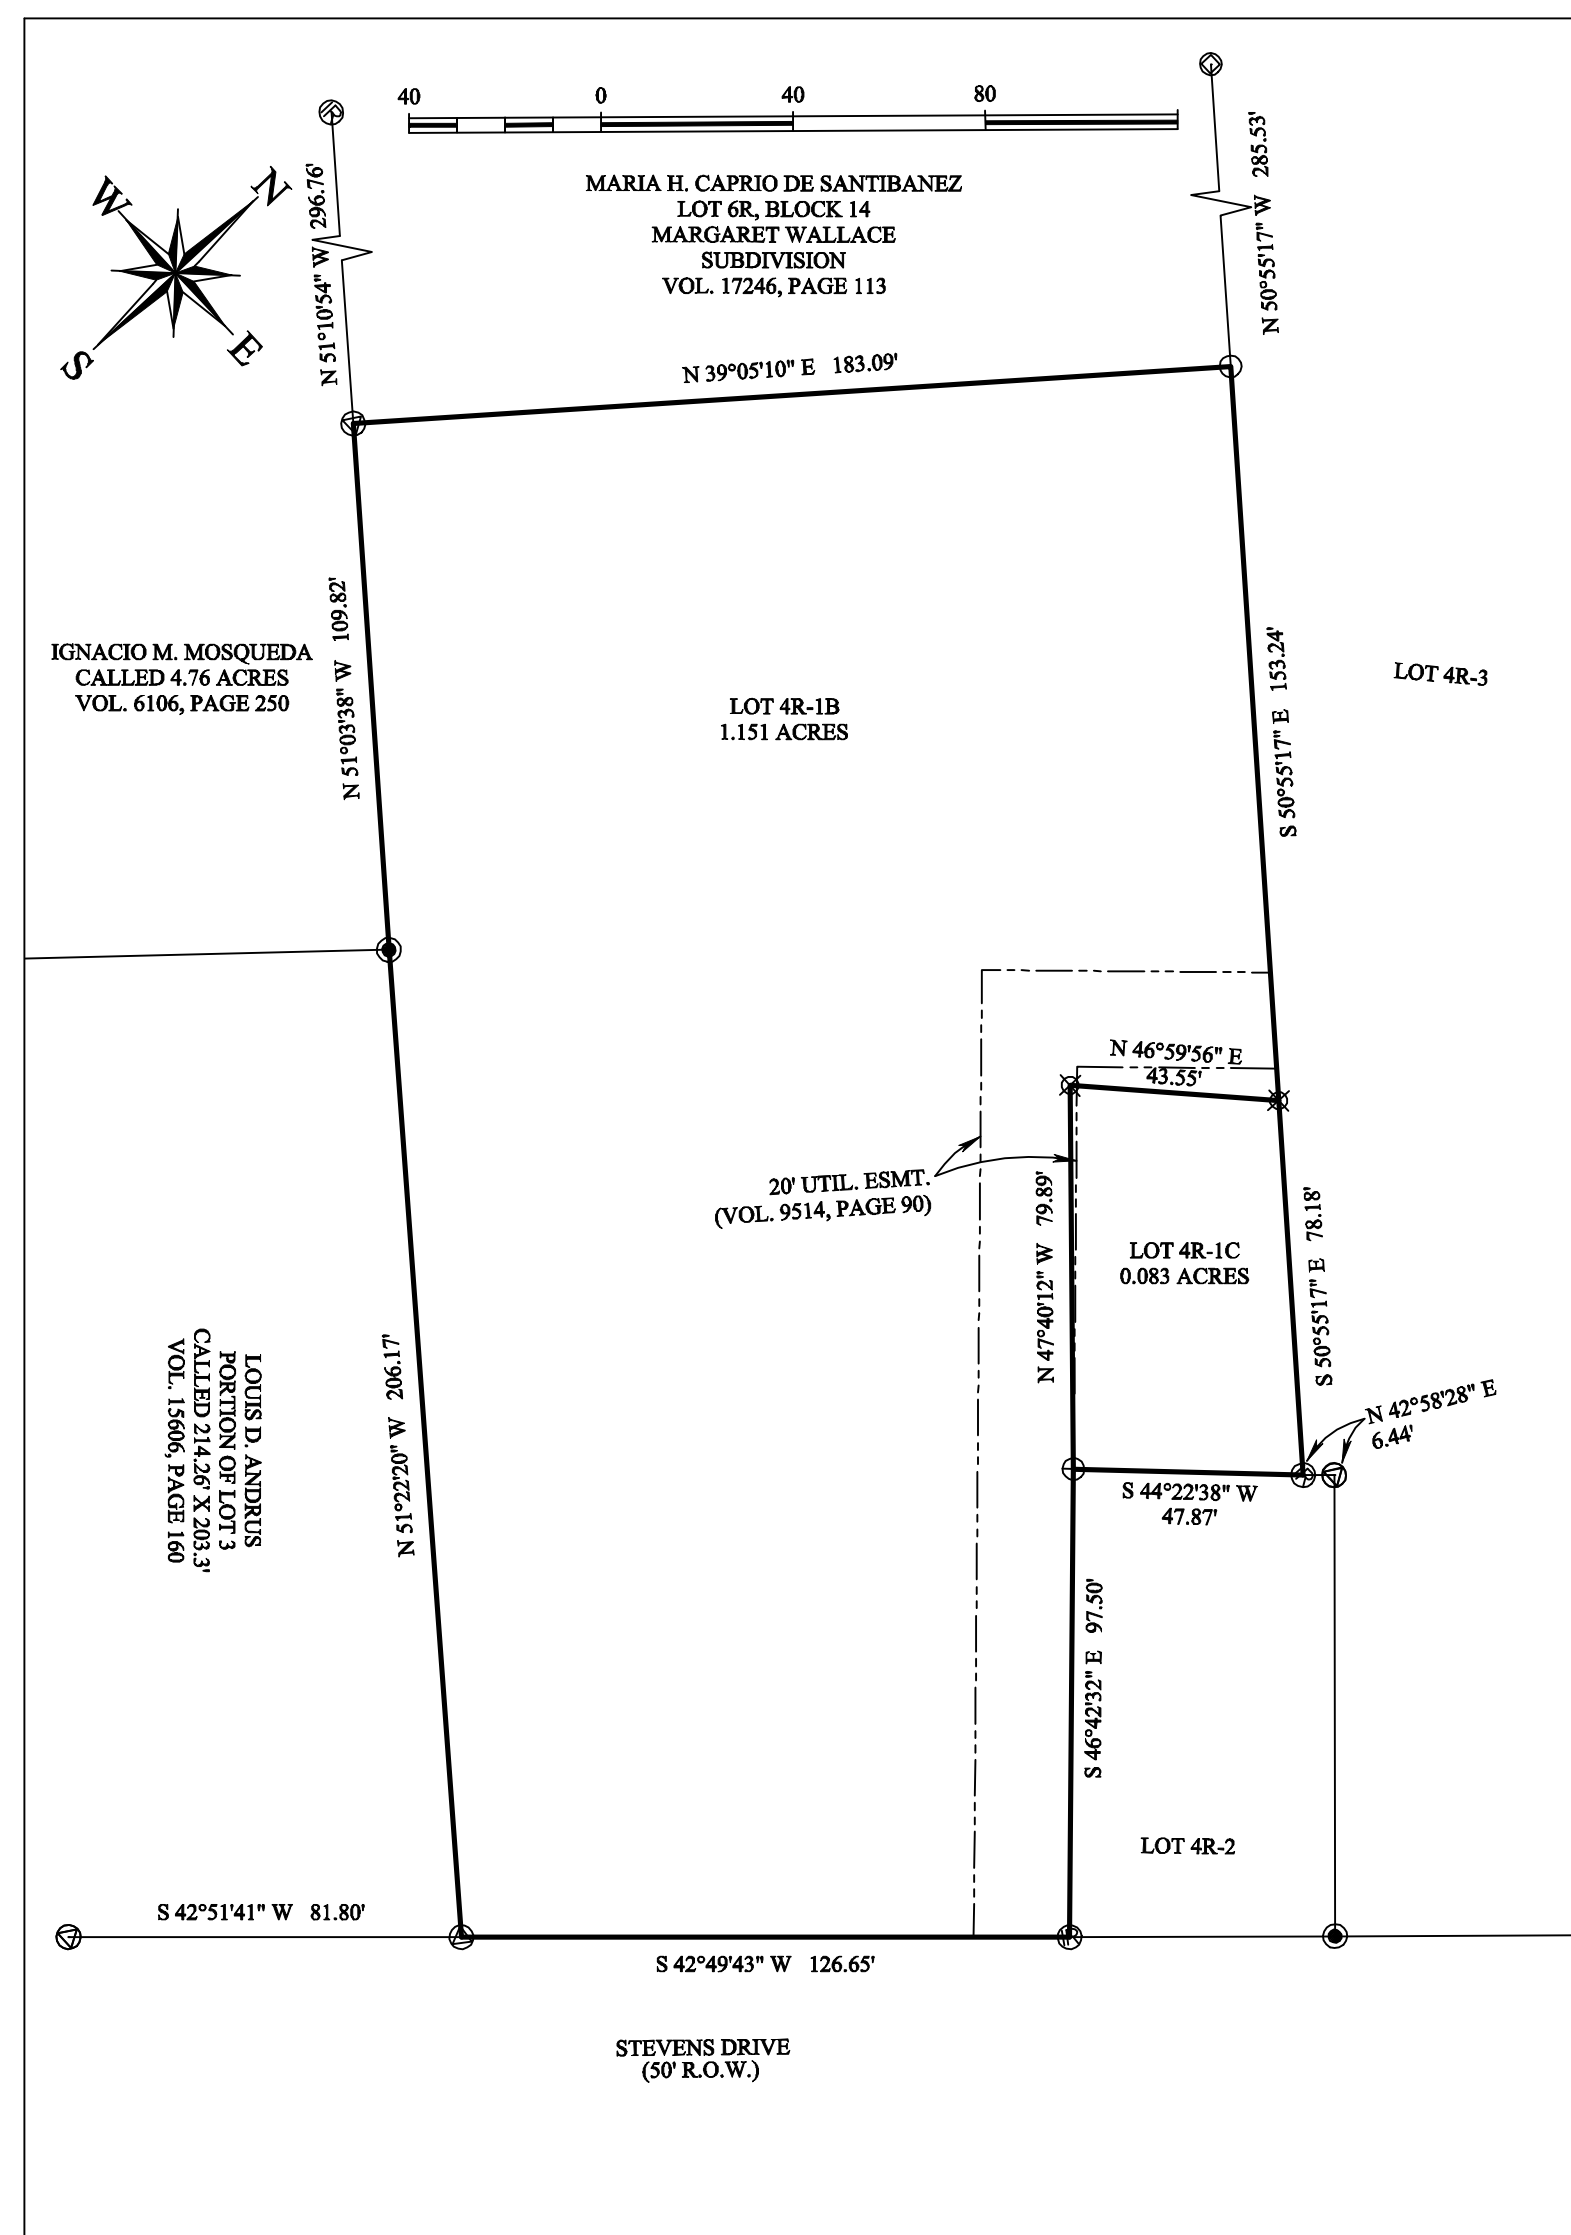 40 0 40 80
W
N
S
E
N 51°10'54" W 296.76'
MARIA H. CAPRIO DE SANTIBANEZ
LOT 6R, BLOCK 14
MARGARET WALLACE
SUBDIVISION
VOL. 17246, PAGE 113
N 50°55'17" W 285.53'
N 39°05'10" E 183.09'
IGNACIO M. MOSQUEDA
CALLED 4.76 ACRES
VOL. 6106, PAGE 250
N 51°03'38" W 109.82'
LOT 4R-1B
1.151 ACRES
S 50°55'17" E 153.24'
LOT 4R-3
N 46°59'56" E
43.55'
20' UTIL. ESMT.
(VOL. 9514, PAGE 90)
N 47°40'12" W 79.89'
LOT 4R-1C
0.083 ACRES
S 50°55'17" E 78.18'
N 42°58'28" E
6.44'
LOUIS D. ANDRUS
PORTION OF LOT 3
CALLED 214.26' X 203.3'
VOL. 15606, PAGE 160
N 51°22'20" W 206.17'
S 44°22'38" W
47.87'
S 46°42'32" E 97.50'
LOT 4R-2
S 42°51'41" W 81.80'
R
S 42°49'43" W 126.65'
STEVENS DRIVE
(50' R.O.W.)